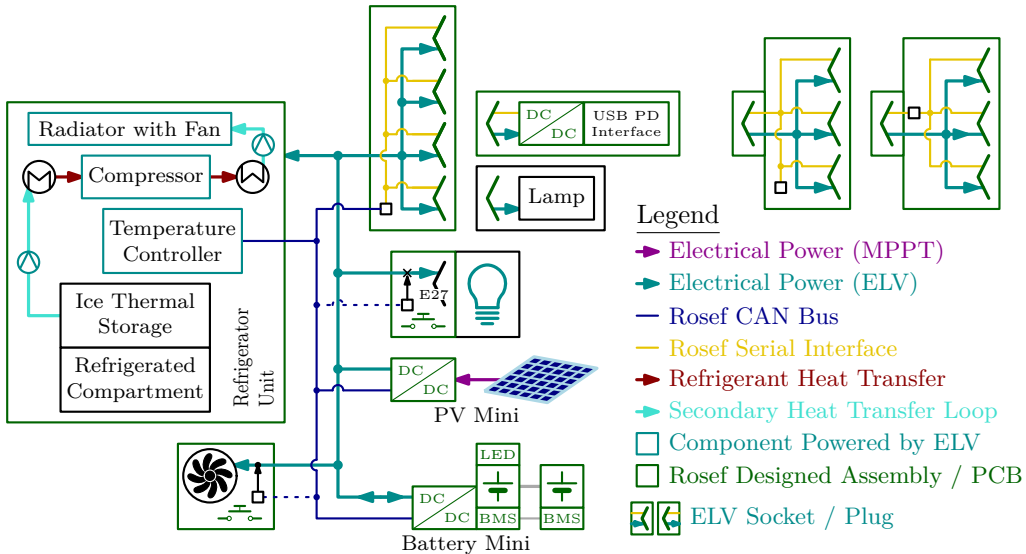 Radiator with Fan
Compressor
Temperature
Controller
Ice Thermal
Storage
Refrigerated
Compartment
Refrigerator
Unit
DC
DC
USB PD
Interface
Lamp
E27
DC
DC
PV Mini
LED
DC
DC
BMS
BMS
Battery Mini
Legend
Electrical Power (MPPT)
Electrical Power (ELV)
Rosef CAN Bus
Rosef Serial Interface
Refrigerant Heat Transfer
Secondary Heat Transfer Loop
Component Powered by ELV
Rosef Designed Assembly / PCB
ELV Socket / Plug